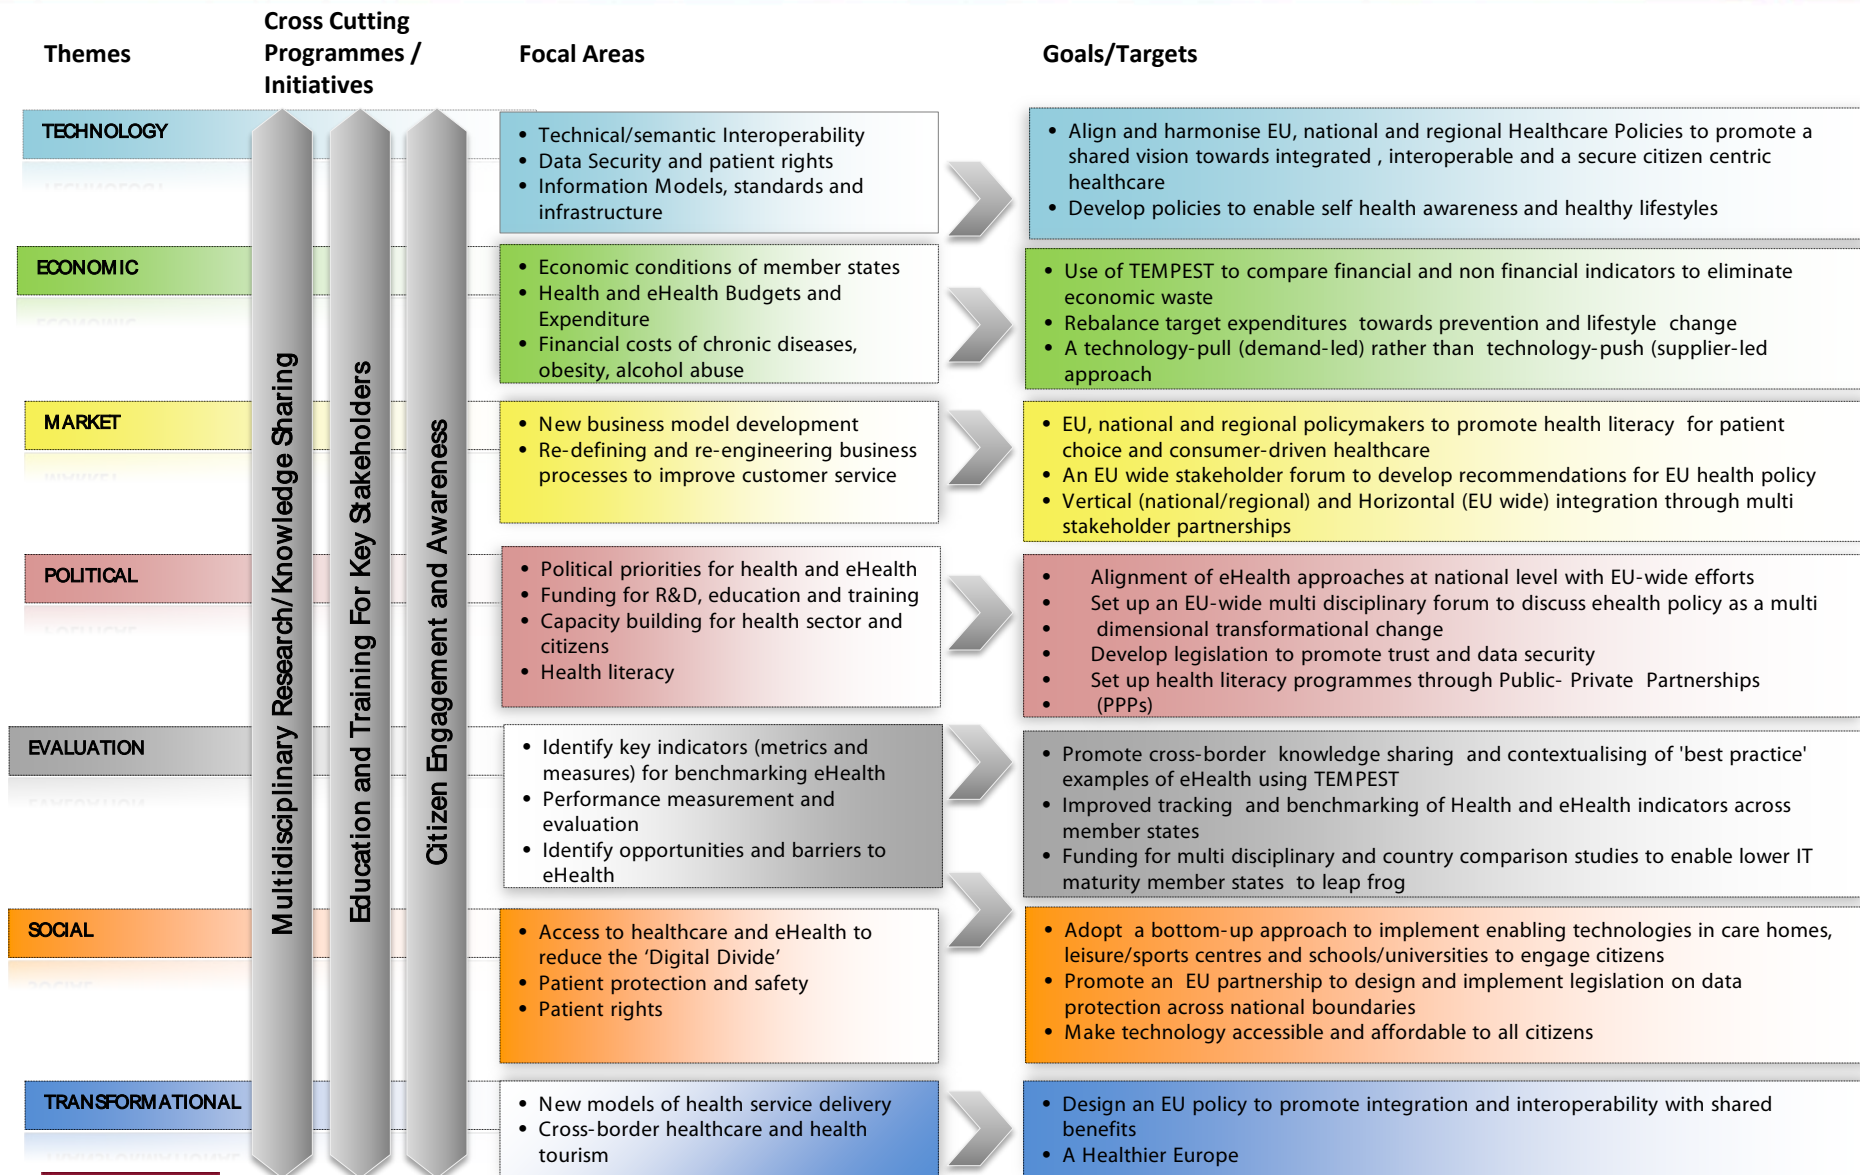 Themes
Cross Cutting
Programmes /
Initiatives
Focal Areas
Goals/Targets
Multidisciplinary Research/Knowledge Sharing
Education and Training For Key Stakeholders
Citizen Engagement and Awareness
TECHNOLOGY
• Technical/semantic Interoperability
• Data Security and patient rights
• Information Models, standards and
infrastructure
• Align and harmonise EU, national and regional Healthcare Policies to promote a
shared vision towards integrated , interoperable and a secure citizen centric
healthcare
• Develop policies to enable self health awareness and healthy lifestyles
ECONOMIC
• Economic conditions of member states
• Health and eHealth Budgets and
Expenditure
• Financial costs of chronic diseases,
obesity, alcohol abuse
• Use of TEMPEST to compare financial and non financial indicators to eliminate
economic waste
• Rebalance target expenditures towards prevention and lifestyle change
• A technology-pull (demand-led) rather than technology-push (supplier-led
approach
MARKET
• New business model development
• Re-defining and re-engineering business
processes to improve customer service
• EU, national and regional policymakers to promote health literacy for patient
choice and consumer-driven healthcare
• An EU wide stakeholder forum to develop recommendations for EU health policy
• Vertical (national/regional) and Horizontal (EU wide) integration through multi
stakeholder partnerships
POLITICAL
• Political priorities for health and eHealth
• Funding for R&D, education and training
• Capacity building for health sector and
citizens
• Health literacy
• Alignment of eHealth approaches at national level with EU-wide efforts
• Set up an EU-wide multi disciplinary forum to discuss ehealth policy as a multi
• dimensional transformational change
• Develop legislation to promote trust and data security
• Set up health literacy programmes through Public- Private Partnerships
• (PPPs)
EVALUATION
• Identify key indicators (metrics and
measures) for benchmarking eHealth
• Performance measurement and
evaluation
• Identify opportunities and barriers to
eHealth
• Promote cross-border knowledge sharing and contextualising of 'best practice'
examples of eHealth using TEMPEST
• Improved tracking and benchmarking of Health and eHealth indicators across
member states
• Funding for multi disciplinary and country comparison studies to enable lower IT
maturity member states to leap frog
SOCIAL
• Access to healthcare and eHealth to
reduce the ‘Digital Divide’
• Patient protection and safety
• Patient rights
• Adopt a bottom-up approach to implement enabling technologies in care homes,
leisure/sports centres and schools/universities to engage citizens
• Promote an EU partnership to design and implement legislation on data
protection across national boundaries
• Make technology accessible and affordable to all citizens
TRANSFORMATIONAL
• New models of health service delivery
• Cross-border healthcare and health
tourism
• Design an EU policy to promote integration and interoperability with shared
benefits
• A Healthier Europe